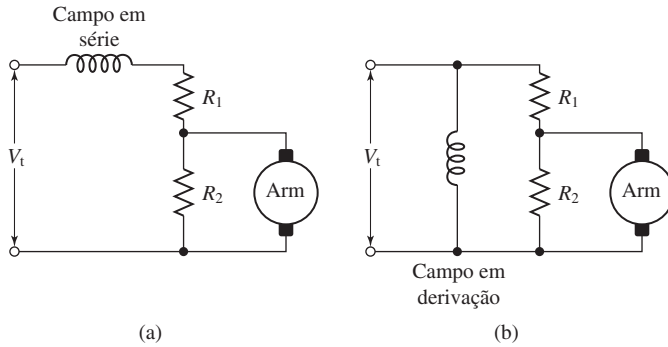 Campo em
série
R1
Vt
R2
Arm
(a)
R1
Vt
R2
Arm
Campo em
derivação
(b)